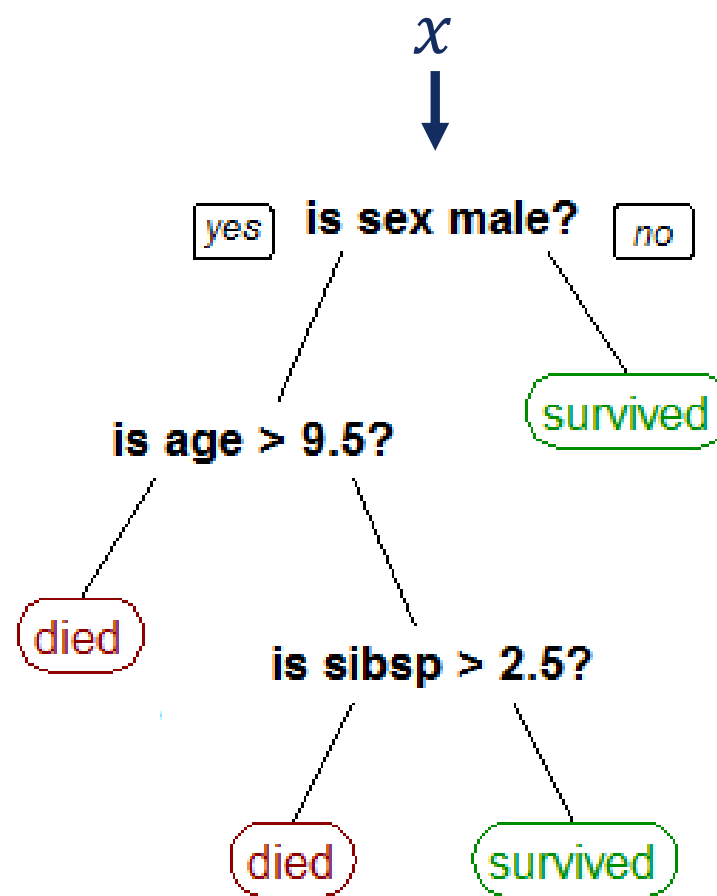 x
yes is sex male? no
survived
is age > 9.5?
died
is sibsp > 2.5?
died survived